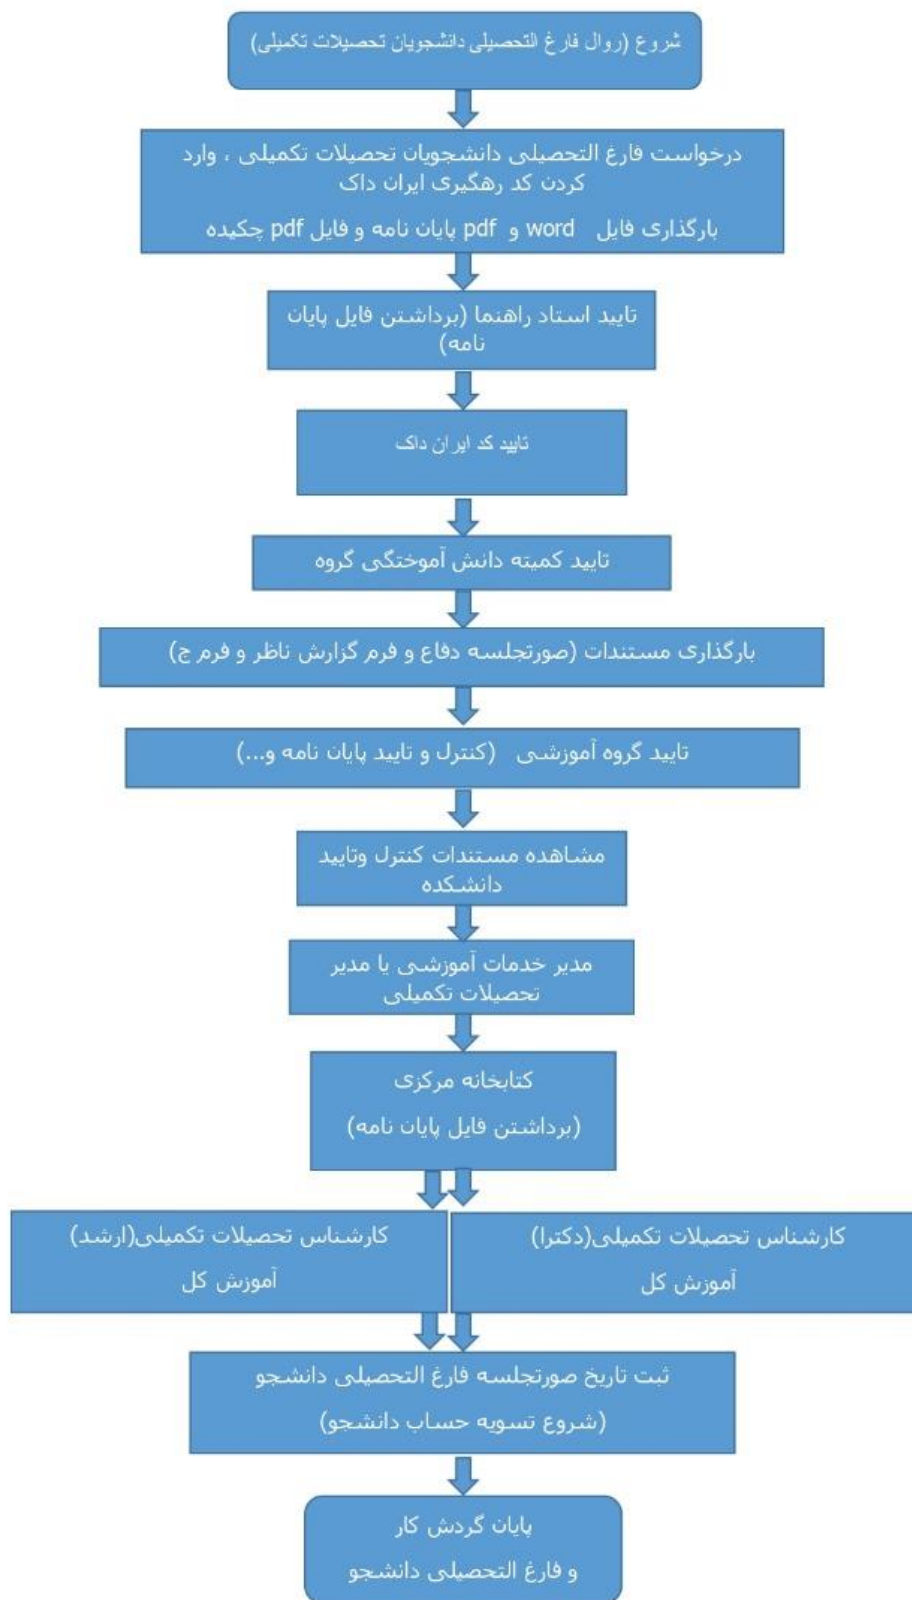 شروع (روال فارغ التحصیلی دانشجویان تحصیلات تکمیلی)
درخواست فارغ التحصیلی دانشجویان تحصیلات تکمیلی ، وارد
کردن کد رهگیری ایران داک
بارگذاری فایل word و pdf پایان نامه و فایل pdf چکیده
تایید استاد راهنما (برداشتن فایل پایان
نامه)
تایید کد ایران داک
تایید کمیته دانش آموختگی گروه
بارگذاری مستندات (صورتجلسه دفاع و فرم گزارش ناظر و فرم ج)
تایید گروه آموزشی (کنترل و تایید پایان نامه و...)
مشاهده مستندات کنترل وتایید
دانشکده
مدیر خدمات آموزشی یا مدیر
تحصیلات تکمیلی
کتابخانه مرکزی
(برداشتن فایل پایان نامه)
کارشناس تحصیلات تکمیلی(دکترا)
آموزش کل
کارشناس تحصیلات تکمیلی(ارشد)
آموزش کل
ثبت تاریخ صورتجلسه فارغ التحصیلی دانشجو
(شروع تسویه حساب دانشجو)
پایان گردش کار
و فارغ التحصیلی دانشجو